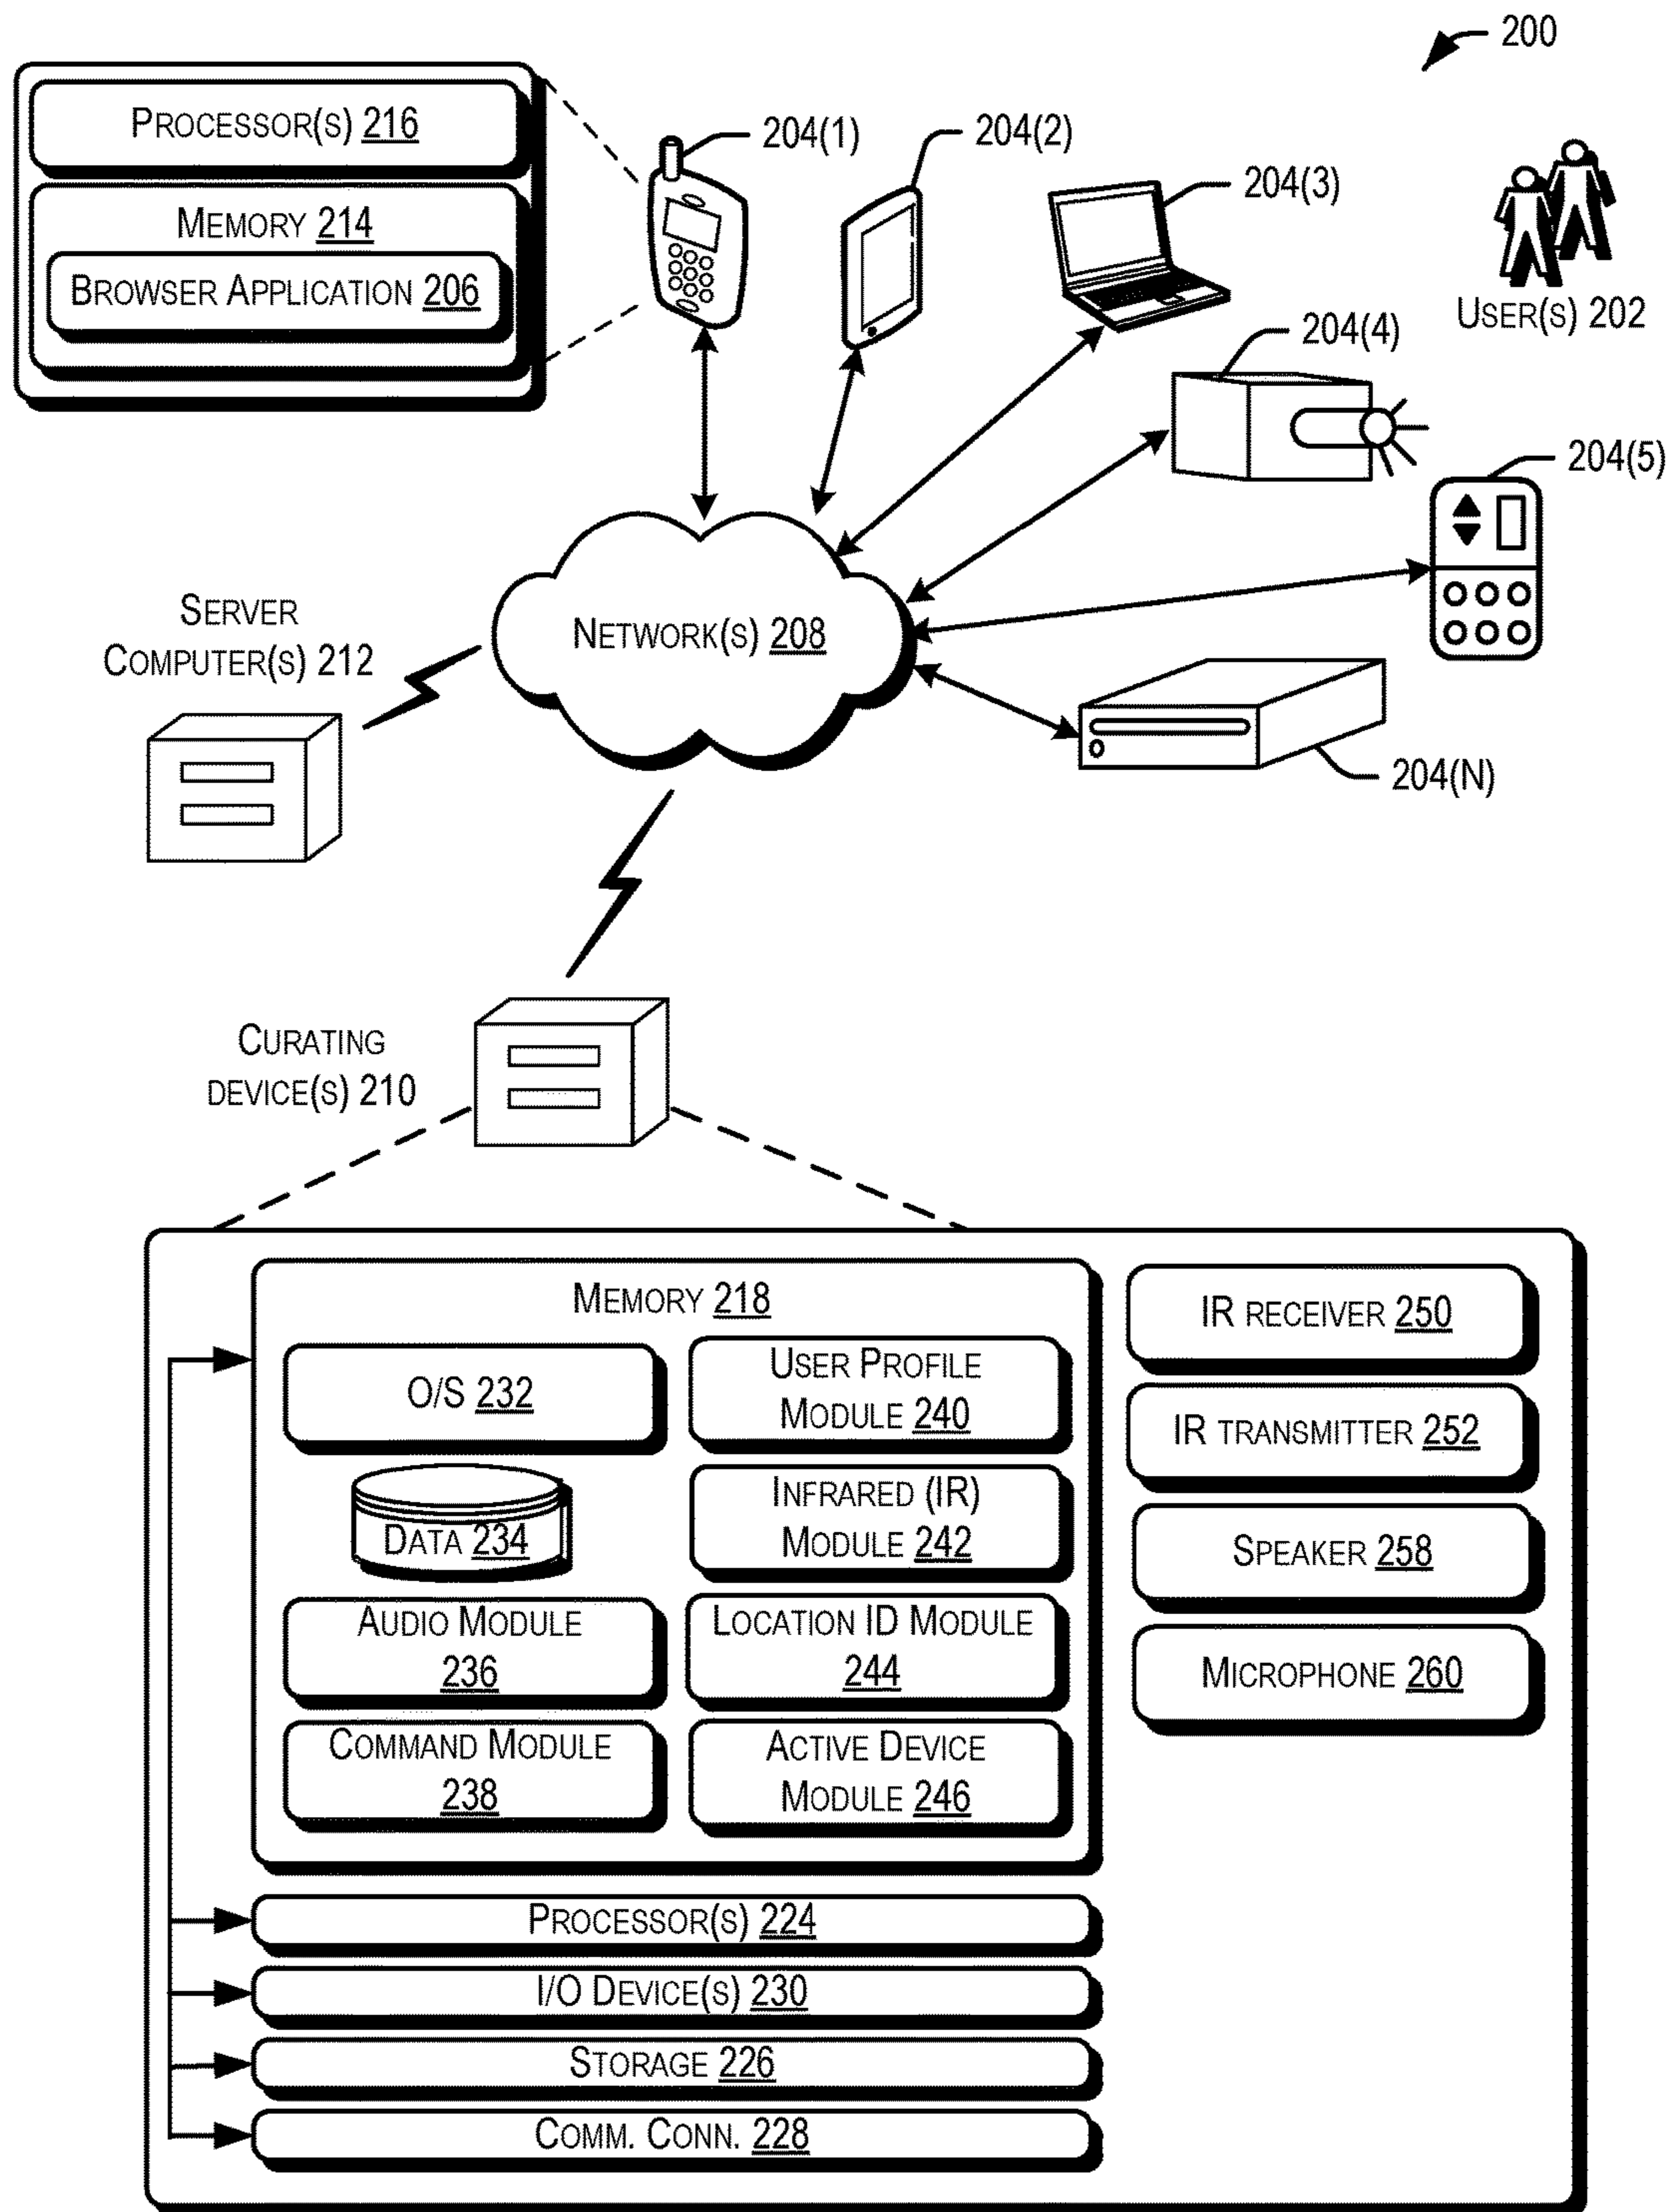 200
PROCESSOR(S) 216
MEMORY 214
BROWSER APPLICATION 206
204(1)
204(2)
204(3)
USER(S) 202
204(4)
204(5)
NETWORK(S) 208
SERVER
COMPUTER(S) 212
204(N)
CURATING
DEVICE(S) 210
MEMORY 218
O/S 232
USER PROFILE
MODULE 240
DATA 234
INFRARED (IR)
MODULE 242
AUDIO MODULE
236
LOCATION ID MODULE
244
COMMAND MODULE
238
ACTIVE DEVICE
MODULE 246
IR RECEIVER 250
IR TRANSMITTER 252
SPEAKER 258
MICROPHONE 260
PROCESSOR(S) 224
I/O DEVICE(S) 230
STORAGE 226
COMM. CONN. 228